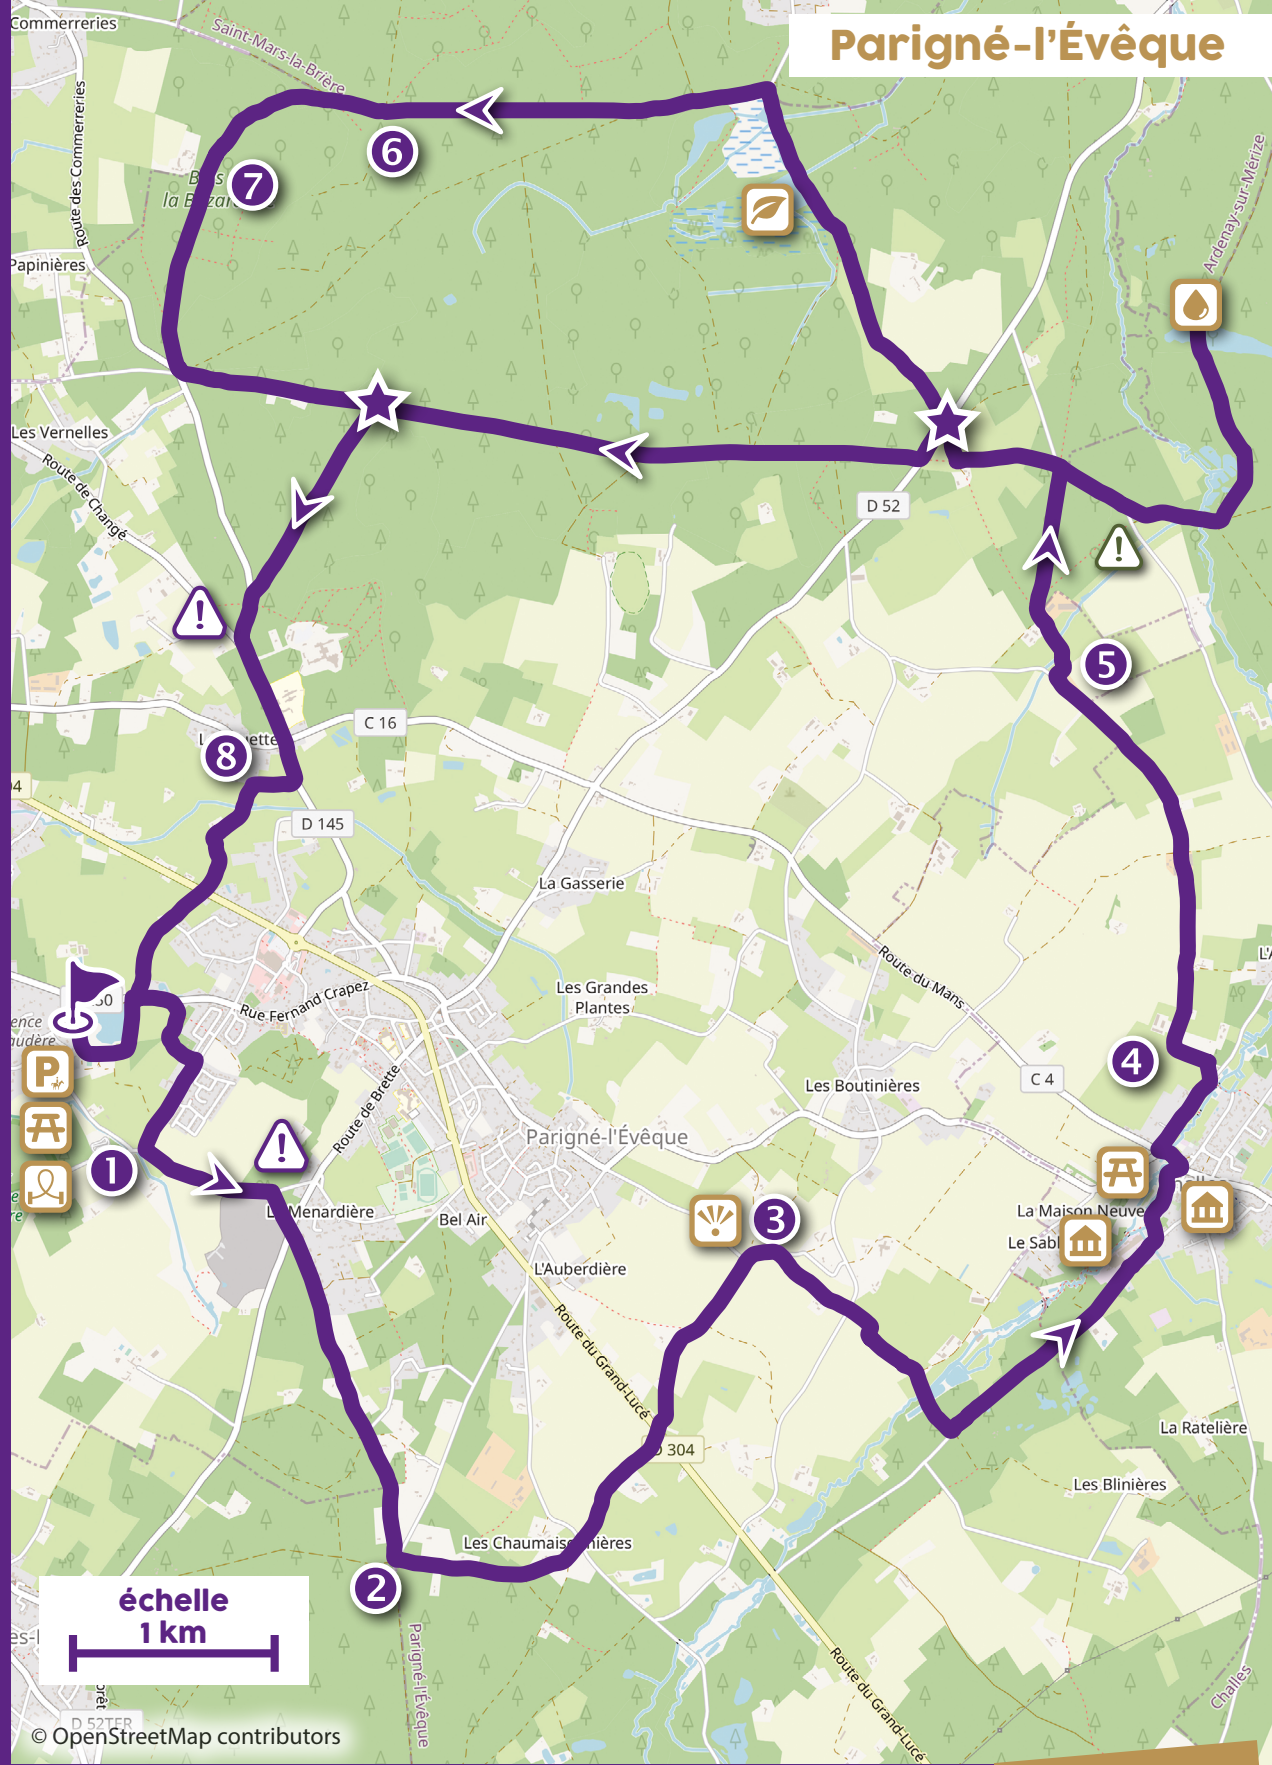 Parigné-l'Évêque
Commerreries
Saint-Mars-la-Brière
Route des Commerreries
6
7
Ardenay-sur-Mérize
Papinières
Les Vernelles
Route de Changé
D 52
!
!
5
C 16
8
D 145
La Gasserie
Route du Mans
Les Grandes
Plantes
Rue Fernand Crapez
P
4
C 4
Les Boutinières
Route de Brette
Parigné-l'Évêque
!
1
La Maison Neuve
Menardière
Bel Air
3
Le Sabl
L'Auberdière
Route du Grand-Lucé
La Ratelière
D 304
Les Blinières
Les Chaumaisonnières
2
échelle
1 km
Parigné-l'Évêque
Route du Grand-Lucé
Challes
D 52TER
© OpenStreetMap contributors